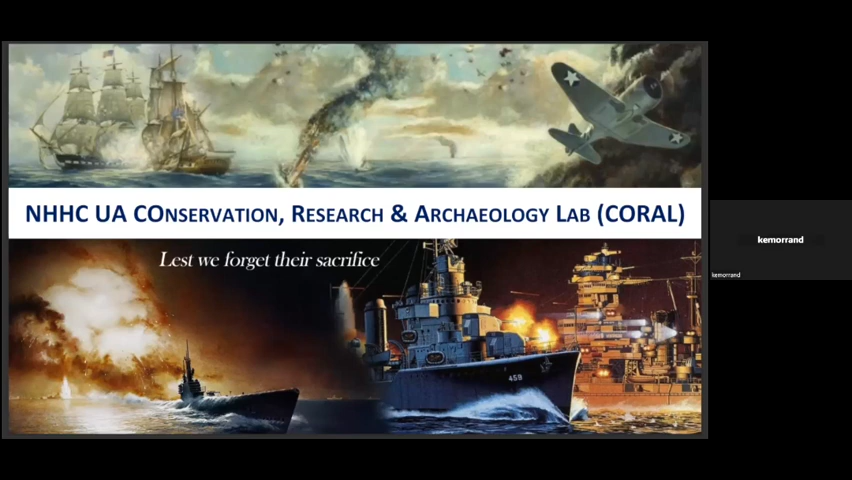 NHHC UA COnservation, Research & Archaeology Lab (CORAL)
Lest we forget their sacrifice
459
kemorrand
kemorrand